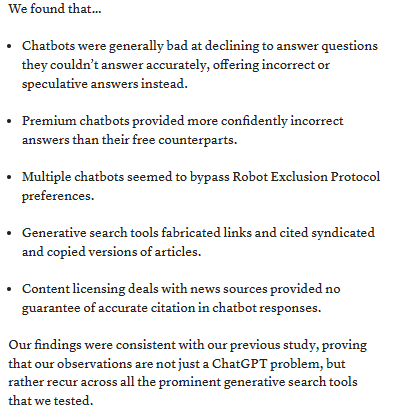 We found that…
• Chatbots were generally bad at declining to answer questions
they couldn’t answer accurately, offering incorrect or
speculative answers instead.
• Premium chatbots provided more confidently incorrect
answers than their free counterparts.
• Multiple chatbots seemed to bypass Robot Exclusion Protocol
preferences.
• Generative search tools fabricated links and cited syndicated
and copied versions of articles.
• Content licensing deals with news sources provided no
guarantee of accurate citation in chatbot responses.
Our findings were consistent with our previous study, proving
that our observations are not just a ChatGPT problem, but
rather recur across all the prominent generative search tools
that we tested.